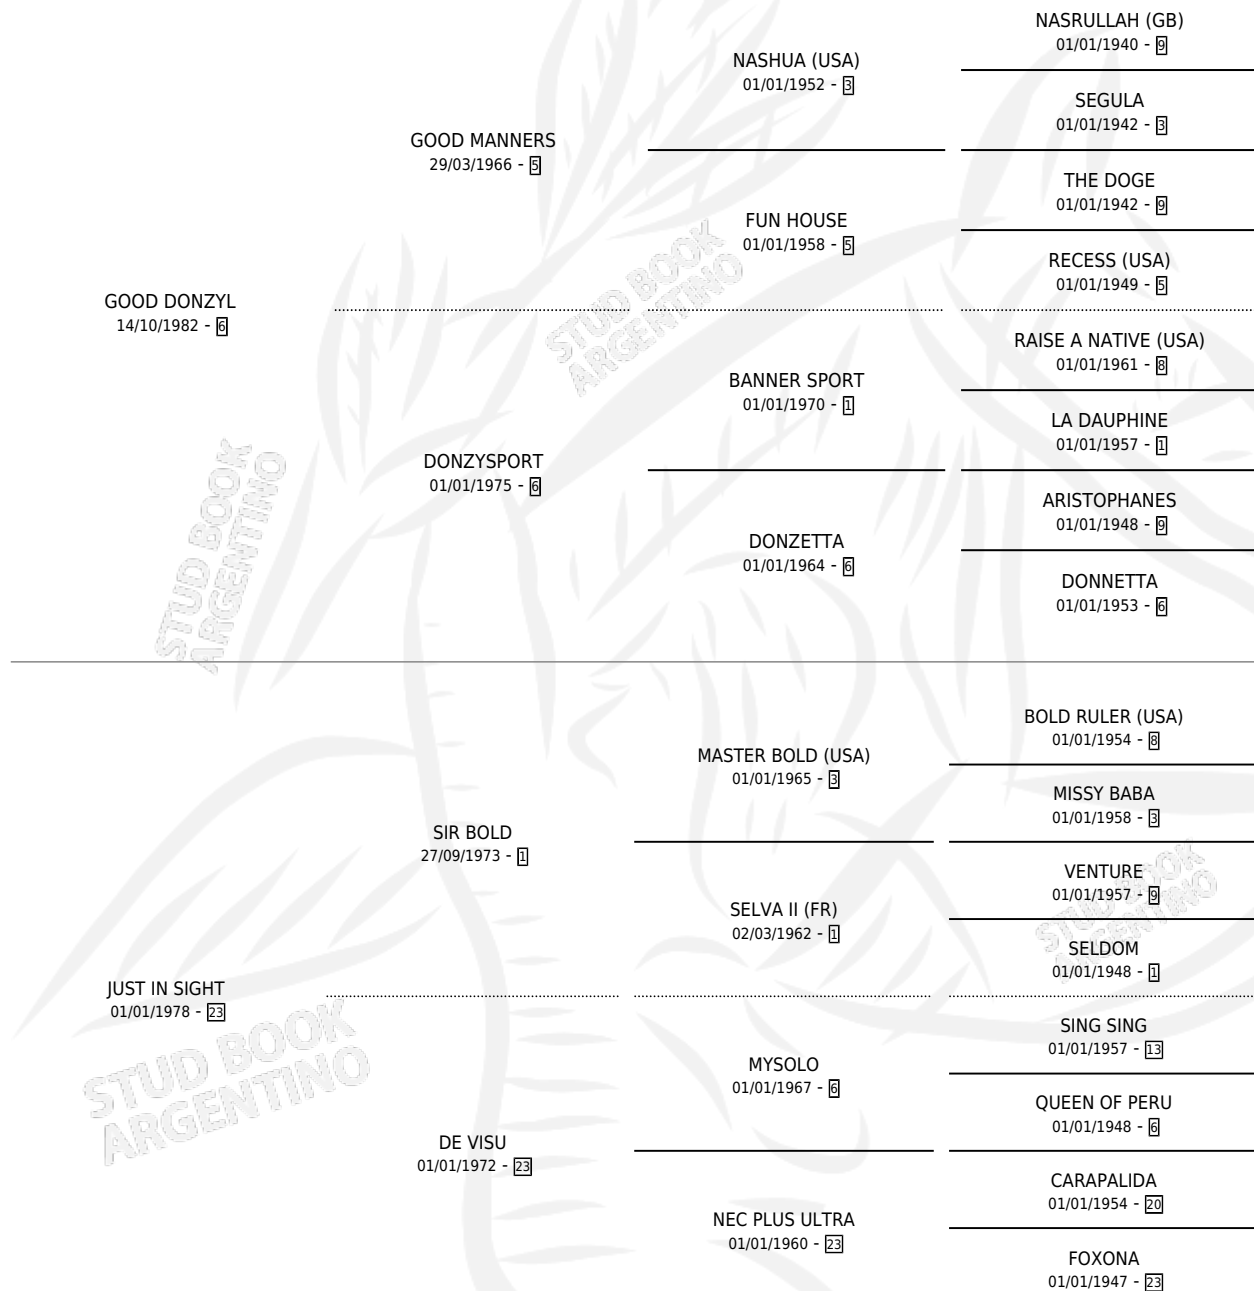 NASRULLAH (GB)
01/01/1940 - 9
NASHUA (USA)
01/01/1952 - 3
SEGULA
01/01/1942 - 3
GOOD MANNERS
29/03/1966 - 5
THE DOGE
01/01/1942 - 9
FUN HOUSE
01/01/1958 - 5
RECESS (USA)
01/01/1949 - 5
GOOD DONZYL
14/10/1982 - 6
STUD BOOK
ARGENTINO
RAISE A NATIVE (USA)
01/01/1961 - 8
BANNER SPORT
01/01/1970 - 1
LA DAUPHINE
01/01/1957 - 1
DONZYSPORT
01/01/1975 - 6
ARISTOPHANES
01/01/1948 - 9
DONZETTA
01/01/1964 - 6
DONNETTA
01/01/1953 - 6
STUD BOOK
ARGENTINO
BOLD RULER (USA)
01/01/1954 - 8
MASTER BOLD (USA)
01/01/1965 - 3
MISSY BABA
01/01/1958 - 3
SIR BOLD
27/09/1973 - 1
VENTURE
01/01/1957 - 9
SELVA II (FR)
02/03/1962 - 1
SELDOM
01/01/1948 - 1
STUD BOOK
ARGENTINO
JUST IN SIGHT
01/01/1978 - 23
SING SING
01/01/1957 - 13
MYSOLO
01/01/1967 - 6
QUEEN OF PERU
01/01/1948 - 6
STUD BOOK
ARGENTINO
DE VISU
01/01/1972 - 23
CARAPALIDA
01/01/1954 - 20
NEC PLUS ULTRA
01/01/1960 - 23
FOXONA
01/01/1947 - 23